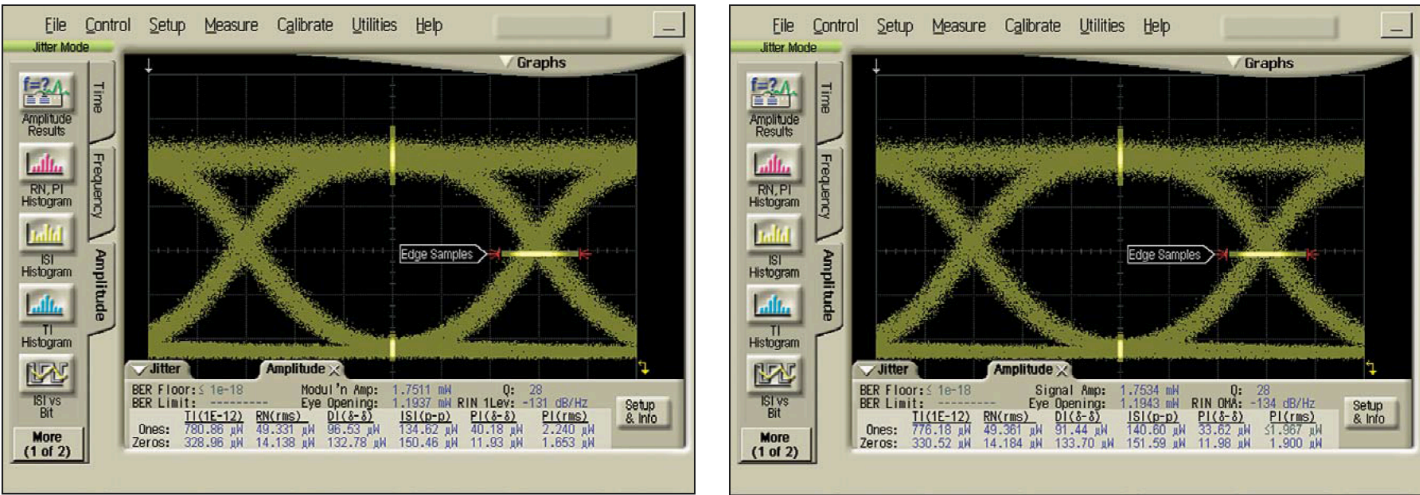 File Control Setup Measure Calibrate Utilities Help
Jitter Mode
Graphs
f=?
Amplitude
Results
RN, PI
Histogram
ISI
Histogram
TI
Histogram
ISI vs
Bit
More
(1 of 2)
Time
Frequency
Amplitude
Edge Samples
Jitter Amplitude
BER Floor:≤ 1e-18 Modul'n Amp: 1.7511 mW Q: 28
BER Limit: --------- Eye Opening: 1.1937 mW RIN 1Lev: -131 dB/Hz
TI(1E-12) RN(rms) DI(δ-δ) ISI(p-p) PI(δ-δ) PI(rms)
Ones: 780.86 µW 49.331 µW 96.53 µW 134.62 µW 40.18 µW 2.240 µW
Zeros: 328.96 µW 14.138 µW 132.78 µW 150.46 µW 11.93 µW 1.653 µW
Setup
& Info
File Control Setup Measure Calibrate Utilities Help
Jitter Mode
Graphs
f=?
Amplitude
Results
RN, PI
Histogram
ISI
Histogram
TI
Histogram
ISI vs
Bit
More
(1 of 2)
Time
Frequency
Amplitude
Edge Samples
Jitter Amplitude
BER Floor:≤ 1e-18 Signal Amp: 1.7534 mW Q: 28
BER Limit: --------- Eye Opening: 1.1943 mW RIN OMA: -134 dB/Hz
TI(1E-12) RN(rms) DI(δ-δ) ISI(p-p) PI(δ-δ) PI(rms)
Ones: 776.18 µW 49.361 µW 91.44 µW 140.60 µW 33.62 µW ≤1.967 µW
Zeros: 330.52 µW 14.184 µW 133.70 µW 151.59 µW 11.98 µW 1.900 µW
Setup
& Info